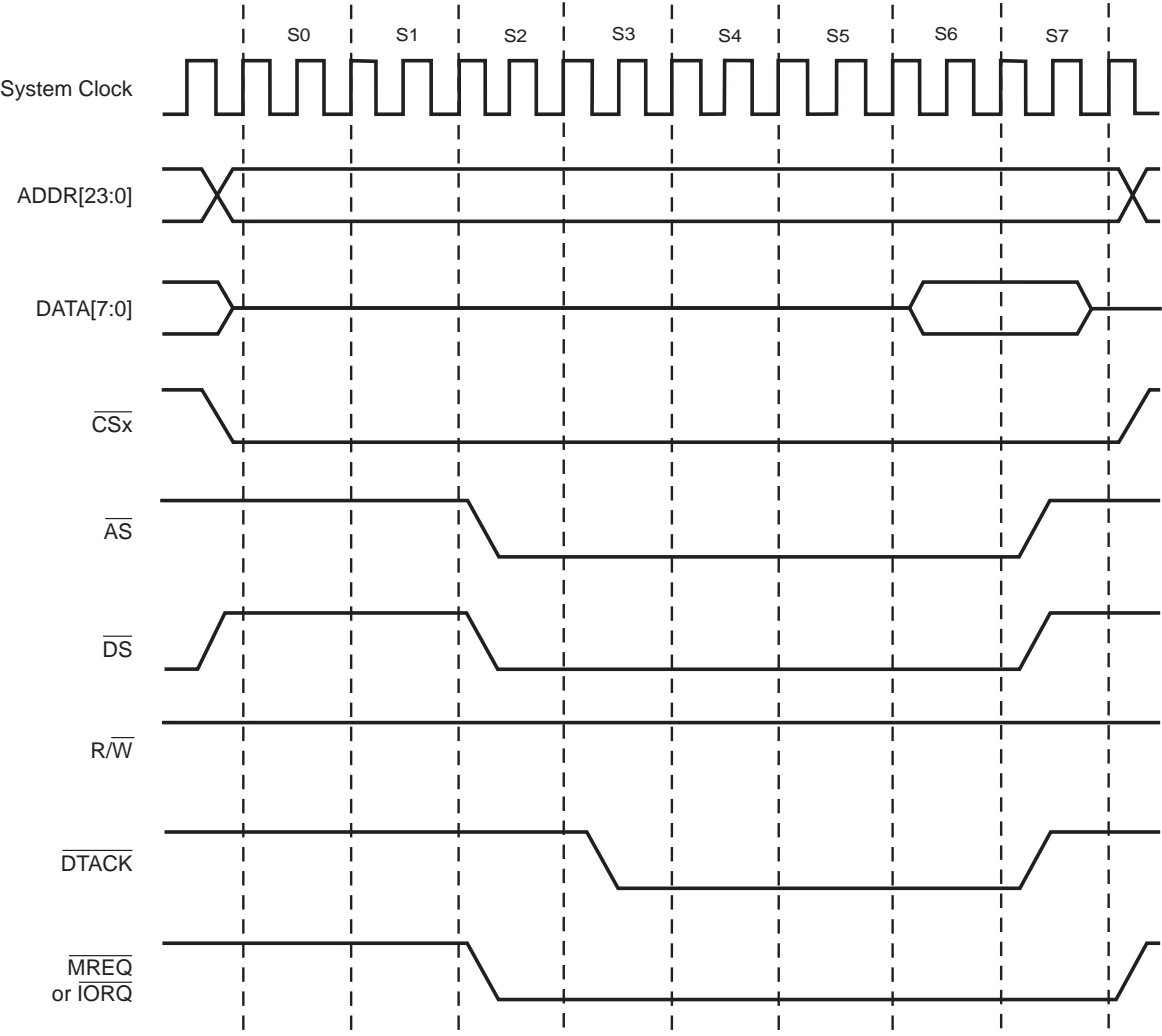 S0 S1 S2 S3 S4 S5 S6 S7
System Clock
ADDR[23:0]
DATA[7:0]
CSx
AS
DS
R/W
DTACK
MREQ
or IORQ